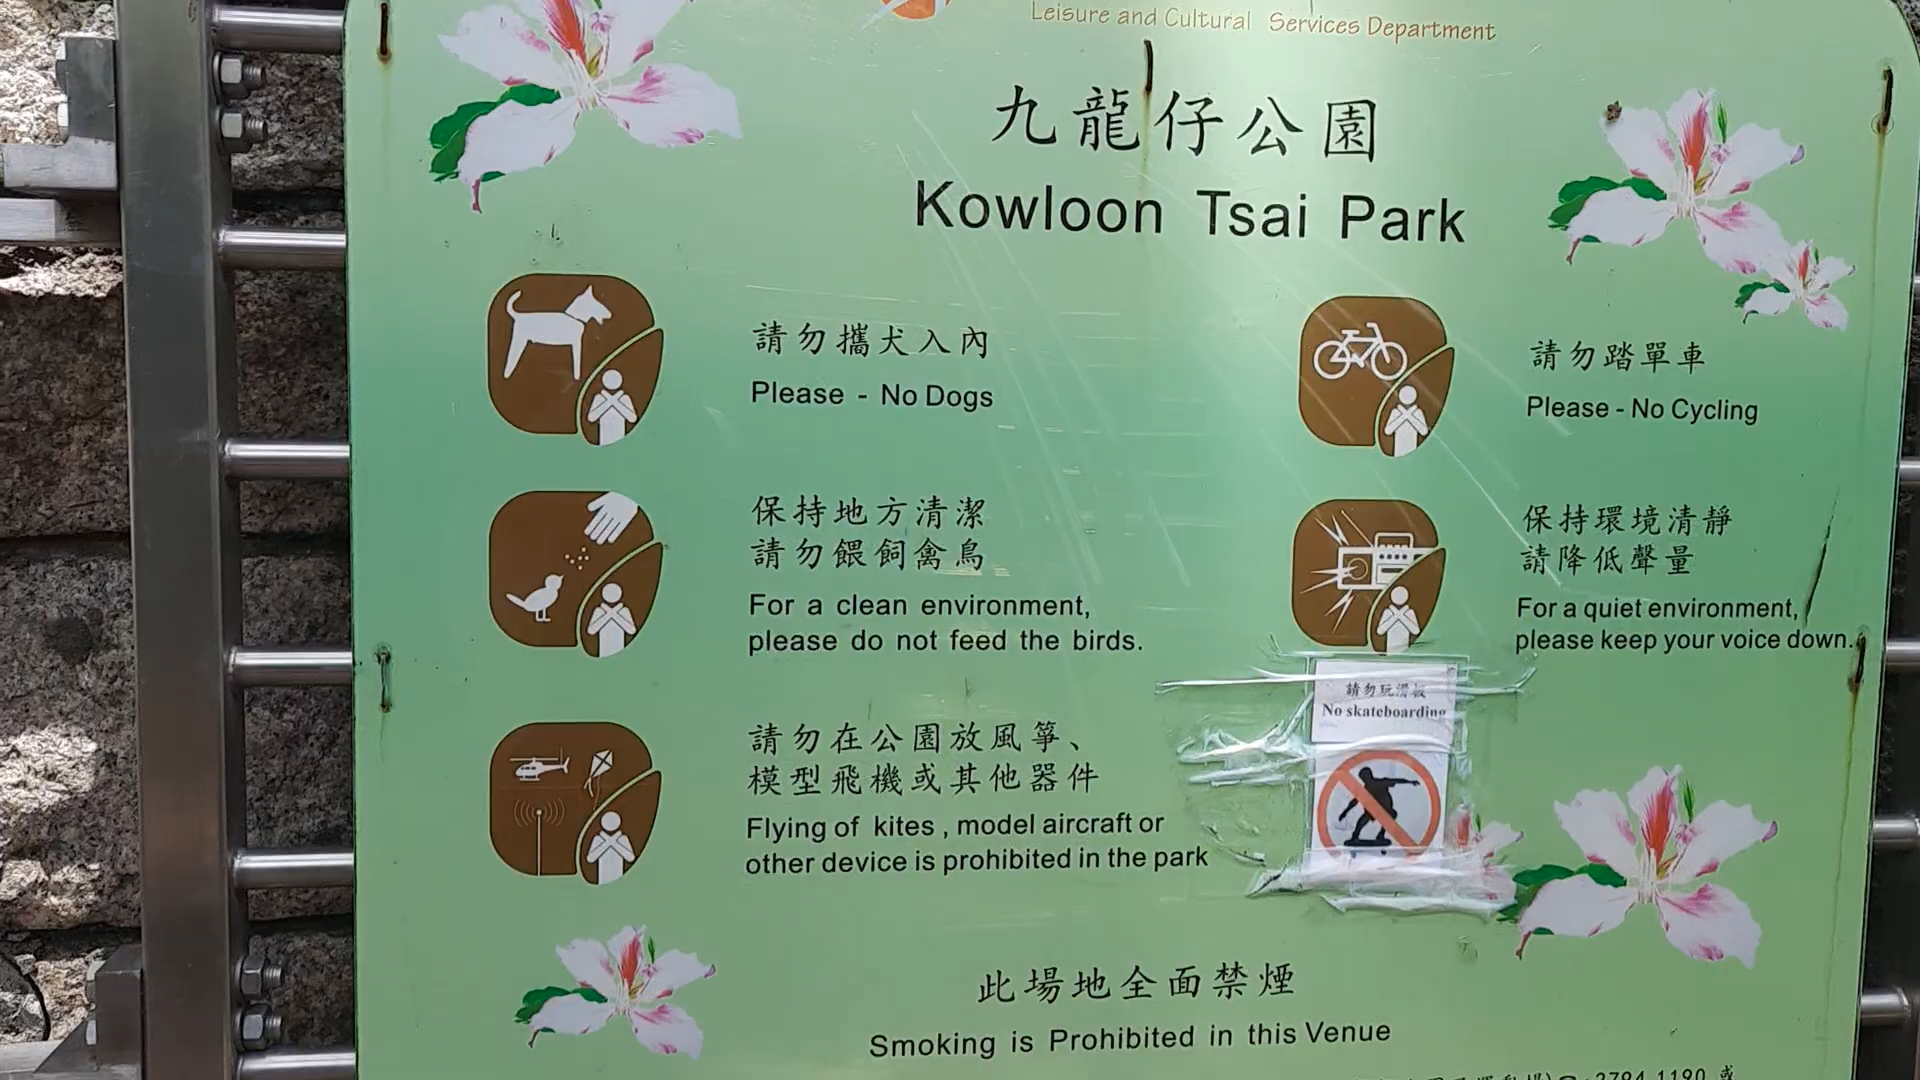 Leisure and Cultural Services Department
九龍仔公園
Kowloon Tsai Park
請勿攜犬入內
Please - No Dogs
請勿踏單車
Please - No Cycling
保持地方清潔
請勿餵飼禽鳥
For a clean environment,
please do not feed the birds.
保持環境清靜
請降低聲量
For a quiet environment,
please keep your voice down.
請勿玩滑板
No skateboarding
請勿在公園放風箏、
模型飛機或其他器件
Flying of kites , model aircraft or
other device is prohibited in the park
此場地全面禁煙
Smoking is Prohibited in this Venue
2794 1190 或